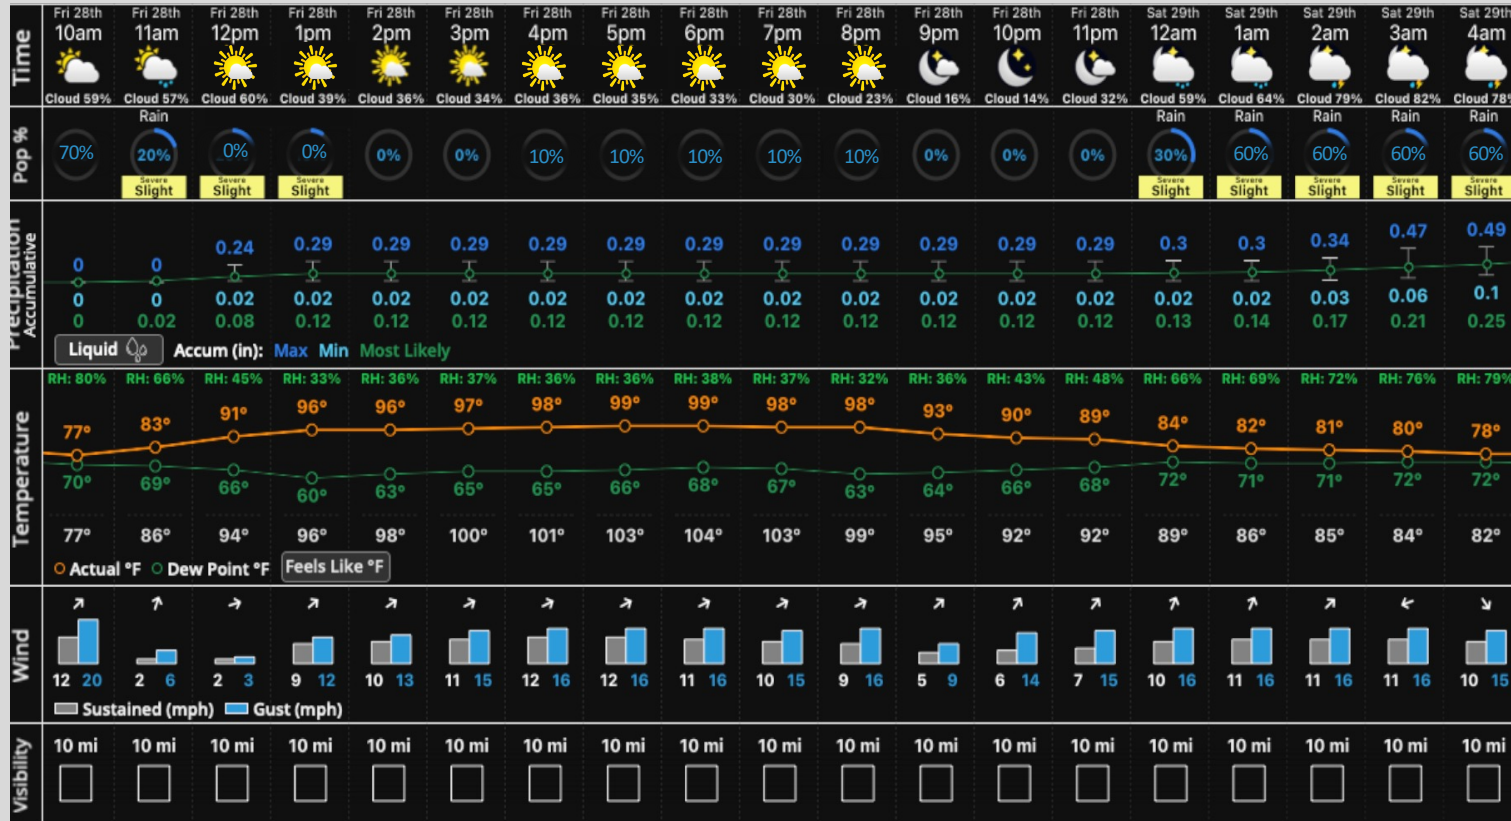 Time
Fri 28th Fri 28th Fri 28th Fri 28th Fri 28th Fri 28th Fri 28th Fri 28th Fri 28th Fri 28th Fri 28th Fri 28th Fri 28th Fri 28th Sat 29th Sat 29th Sat 29th Sat 29th Sat 29th
10am 11am 12pm 1pm 2pm 3pm 4pm 5pm 6pm 7pm 8pm 9pm 10pm 11pm 12am 1am 2am 3am 4am
Cloud 59% Cloud 57% Cloud 60% Cloud 39% Cloud 36% Cloud 34% Cloud 36% Cloud 35% Cloud 33% Cloud 30% Cloud 23% Cloud 16% Cloud 14% Cloud 32% Cloud 59% Cloud 64% Cloud 79% Cloud 82% Cloud 78%
Pop %
Rain Rain Rain Rain Rain Rain
70% 20% 0% 0% 0% 0% 10% 10% 10% 10% 10% 0% 0% 0% 30% 60% 60% 60% 60%
Severe Severe Severe Severe Severe Severe Severe Severe
Slight Slight Slight Slight Slight Slight Slight Slight
Precipitation
Accumulative
0 0 0.24 0.29 0.29 0.29 0.29 0.29 0.29 0.29 0.29 0.29 0.29 0.29 0.3 0.3 0.34 0.47 0.49
0 0 0.02 0.02 0.02 0.02 0.02 0.02 0.02 0.02 0.02 0.02 0.02 0.02 0.02 0.02 0.03 0.06 0.1
0 0.02 0.08 0.12 0.12 0.12 0.12 0.12 0.12 0.12 0.12 0.12 0.12 0.12 0.13 0.14 0.17 0.21 0.25
Liquid Accum (in): Max Min Most Likely
Temperature
RH: 80% RH: 66% RH: 45% RH: 33% RH: 36% RH: 37% RH: 36% RH: 36% RH: 38% RH: 37% RH: 32% RH: 36% RH: 43% RH: 48% RH: 66% RH: 69% RH: 72% RH: 76% RH: 79%
77° 83° 91° 96° 96° 97° 98° 99° 99° 98° 98° 93° 90° 89° 84° 82° 81° 80° 78°
70° 69° 66° 60° 63° 65° 65° 66° 68° 67° 63° 64° 66° 68° 72° 71° 71° 72° 72°
77° 86° 94° 96° 98° 100° 101° 103° 104° 103° 99° 95° 92° 92° 89° 86° 85° 84° 82°
Actual °F Dew Point °F Feels Like °F
Wind
12 20 2 6 2 3 9 12 10 13 11 15 12 16 12 16 11 16 10 15 9 16 5 9 6 14 7 15 10 16 11 16 11 16 11 16 10 15
Sustained (mph) Gust (mph)
Visibility
10 mi 10 mi 10 mi 10 mi 10 mi 10 mi 10 mi 10 mi 10 mi 10 mi 10 mi 10 mi 10 mi 10 mi 10 mi 10 mi 10 mi 10 mi 10 mi